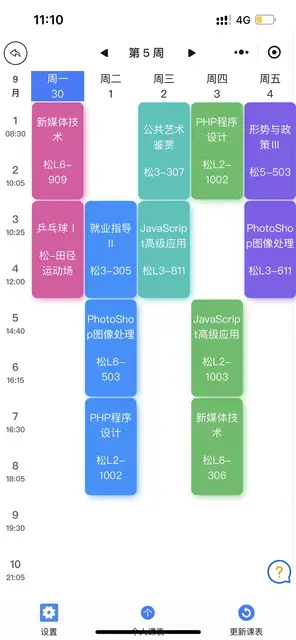 11:10
4G
第 5 周
9
月
周一
30
周二
1
周三
2
周四
3
周五
4
1
08:30
2
10:05
3
10:25
4
12:00
5
14:40
6
16:15
7
16:30
8
18:05
9
19:30
10
21:05
新媒体技
术
松L6-
909
乒乓球Ⅰ
松-田径
运动场
就业指导
Ⅱ
松3-305
PhotoSho
p图像处理
松L6-
503
PHP程序
设计
松L2-
1002
公共艺术
鉴赏
松3-307
JavaScrip
t高级应用
松L3-811
PHP程序
设计
松L2-
1002
JavaScrip
t高级应用
松L2-
1003
新媒体技
术
松L6-
306
形势与政
策Ⅲ
松5-503
PhotoSho
p图像处理
松L3-611
?
设置
个
个人课表
更新课表